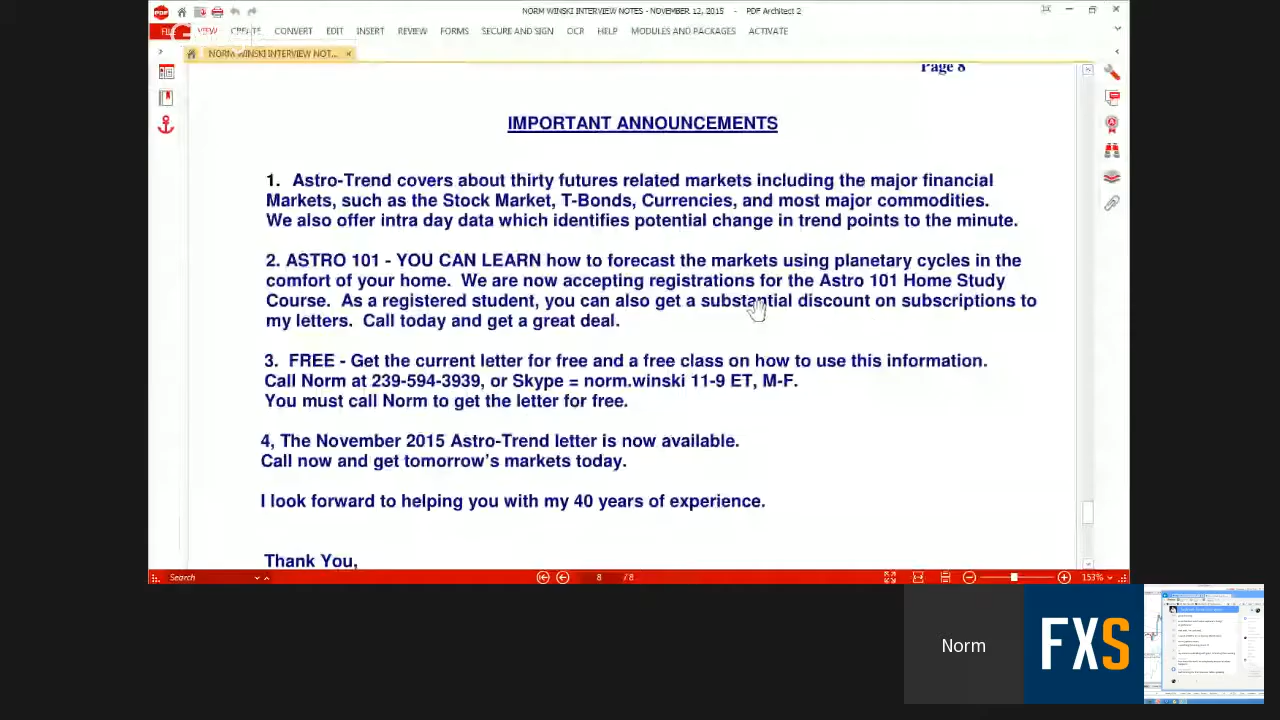 NORM WINSKI INTERVIEW NOTES - NOVEMBER 12, 2015 - PDF Architect 2
FILE VIEW CREATE CONVERT EDIT INSERT REVIEW FORMS SECURE AND SIGN OCR HELP MODULES AND PACKAGES ACTIVATE
NORM WINSKI INTERVIEW NOT...
Page 8
IMPORTANT ANNOUNCEMENTS
1. Astro-Trend covers about thirty futures related markets including the major financial
Markets, such as the Stock Market, T-Bonds, Currencies, and most major commodities.
We also offer intra day data which identifies potential change in trend points to the minute.
2. ASTRO 101 - YOU CAN LEARN how to forecast the markets using planetary cycles in the
comfort of your home. We are now accepting registrations for the Astro 101 Home Study
Course. As a registered student, you can also get a substantial discount on subscriptions to
my letters. Call today and get a great deal.
3. FREE - Get the current letter for free and a free class on how to use this information.
Call Norm at 239-594-3939, or Skype = norm.winski 11-9 ET, M-F.
You must call Norm to get the letter for free.
4, The November 2015 Astro-Trend letter is now available.
Call now and get tomorrow's markets today.
I look forward to helping you with my 40 years of experience.
Thank You,
Search 8 /8 153%
Norm
FXS